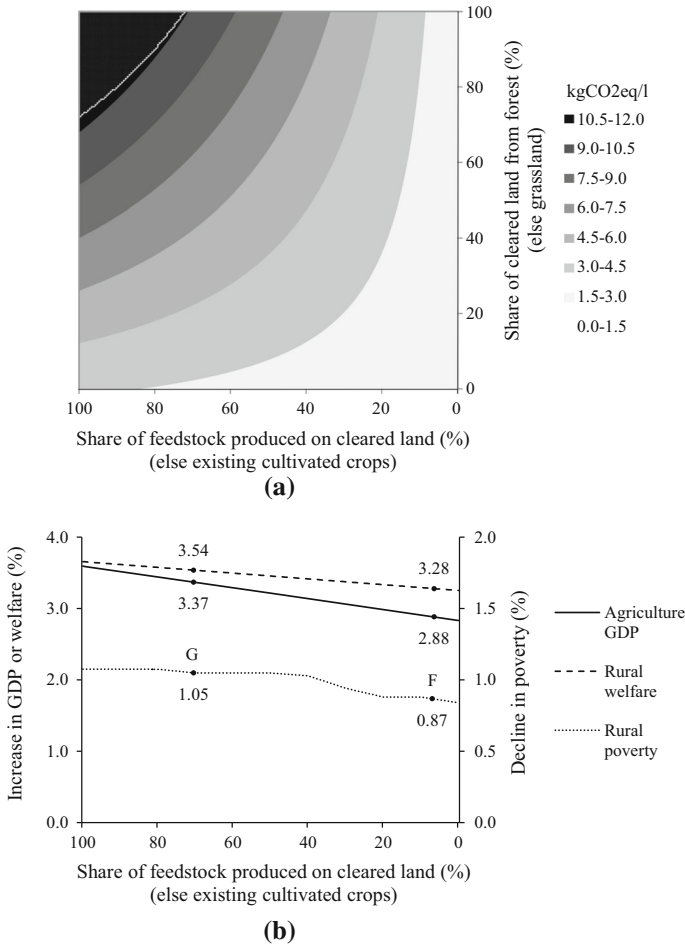 100
80
60
40
20
0
Share of cleared land from forest (%)
(else grassland)
kgCO2eq/l
10.5-12.0
9.0-10.5
7.5-9.0
6.0-7.5
4.5-6.0
3.0-4.5
1.5-3.0
0.0-1.5
100 80 60 40 20 0
Share of feedstock produced on cleared land (%)
(else existing cultivated crops)
(a)
Increase in GDP or welfare (%)
4.0
3.0
2.0
1.0
0.0
3.54
3.37
3.28
2.88
G
1.05
F
0.87
2.0
1.5
1.0
0.5
0.0
Decline in poverty (%)
Agriculture
GDP
Rural
welfare
Rural
poverty
100 80 60 40 20 0
Share of feedstock produced on cleared land (%)
(else existing cultivated crops)
(b)